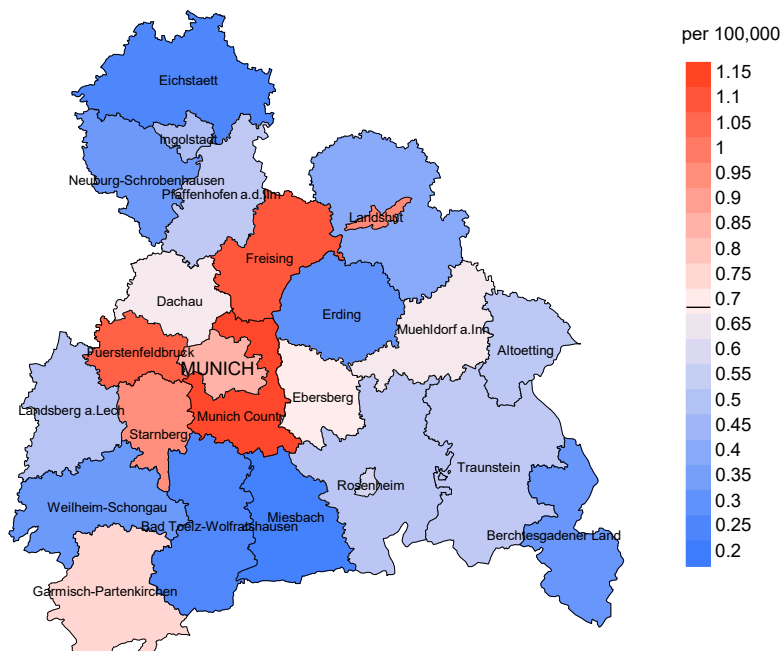 per 100,000
Eichstaett
Ingolstadt
Neuburg-Schrobenhausen
Pfaffenhofen a.d.Ilm
Landshut
Freising
Dachau
Erding
Muehldorf a.Inn
Altoetting
Fuerstenfeldbruck
MUNICH
Ebersberg
Landsberg a.Lech
Munich County
Starnberg
Traunstein
Rosenheim
Weilheim-Schongau
Bad Toelz-Wolfratshausen
Miesbach
Berchtesgadener Land
Garmisch-Partenkirchen
1.15
1.1
1.05
1
0.95
0.9
0.85
0.8
0.75
0.7
0.65
0.6
0.55
0.5
0.45
0.4
0.35
0.3
0.25
0.2